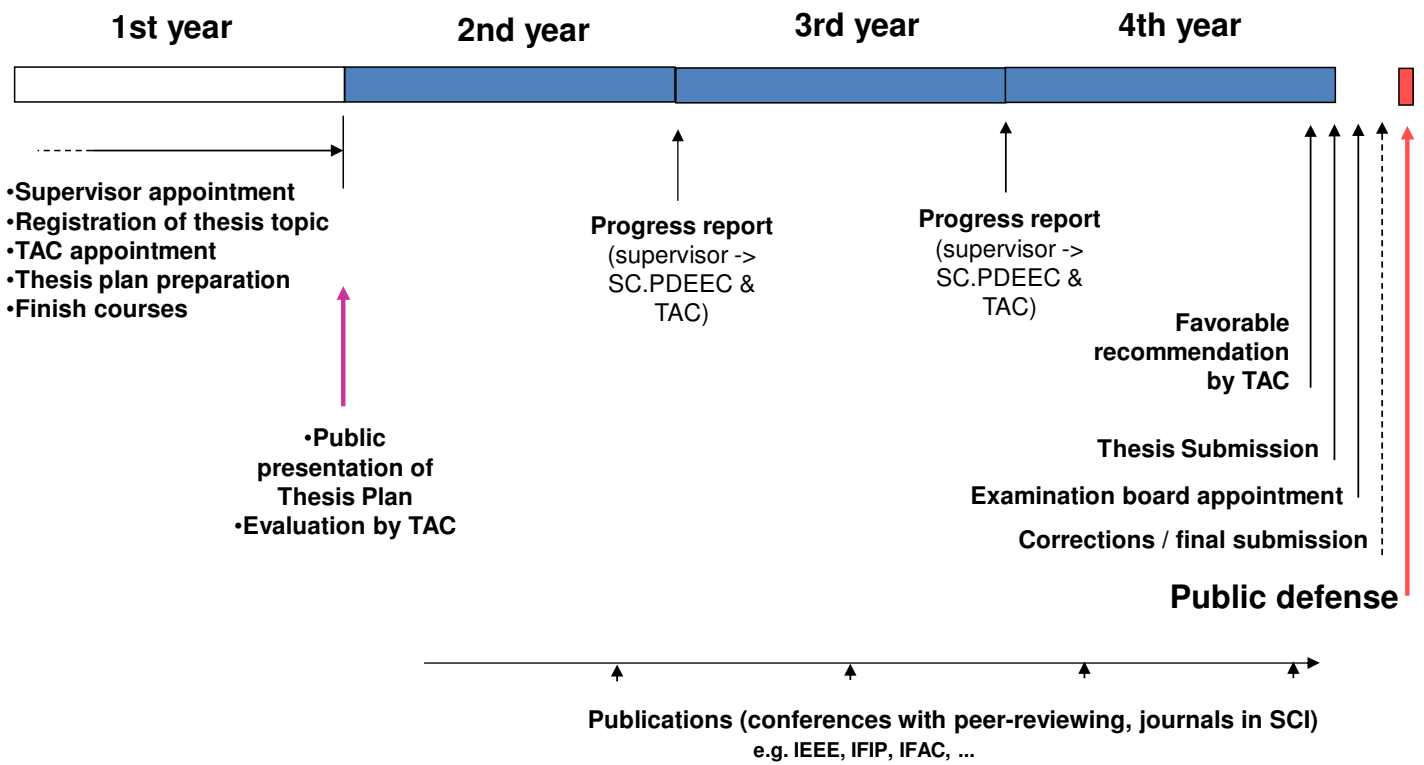 1st year
2nd year
3rd year
4th year
•Supervisor appointment
•Registration of thesis topic
•TAC appointment
•Thesis plan preparation
•Finish courses
•Public
presentation of
Thesis Plan
•Evaluation by TAC
Progress report
(supervisor ->
SC.PDEEC &
TAC)
Progress report
(supervisor ->
SC.PDEEC &
TAC)
Favorable
recommendation
by TAC
Thesis Submission
Examination board appointment
Corrections / final submission
Public defense
Publications (conferences with peer-reviewing, journals in SCI)
e.g. IEEE, IFIP, IFAC, ...